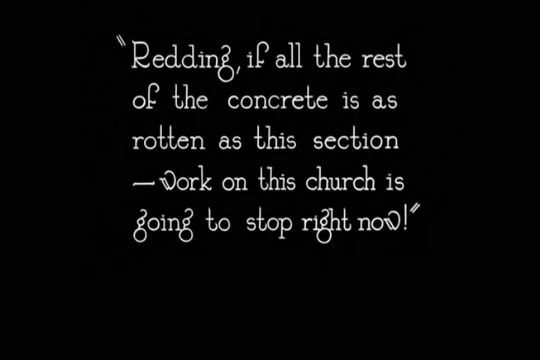 "Redding, if all the rest
of the concrete is as
rotten as this section
—work on this church is
going to stop right now!"